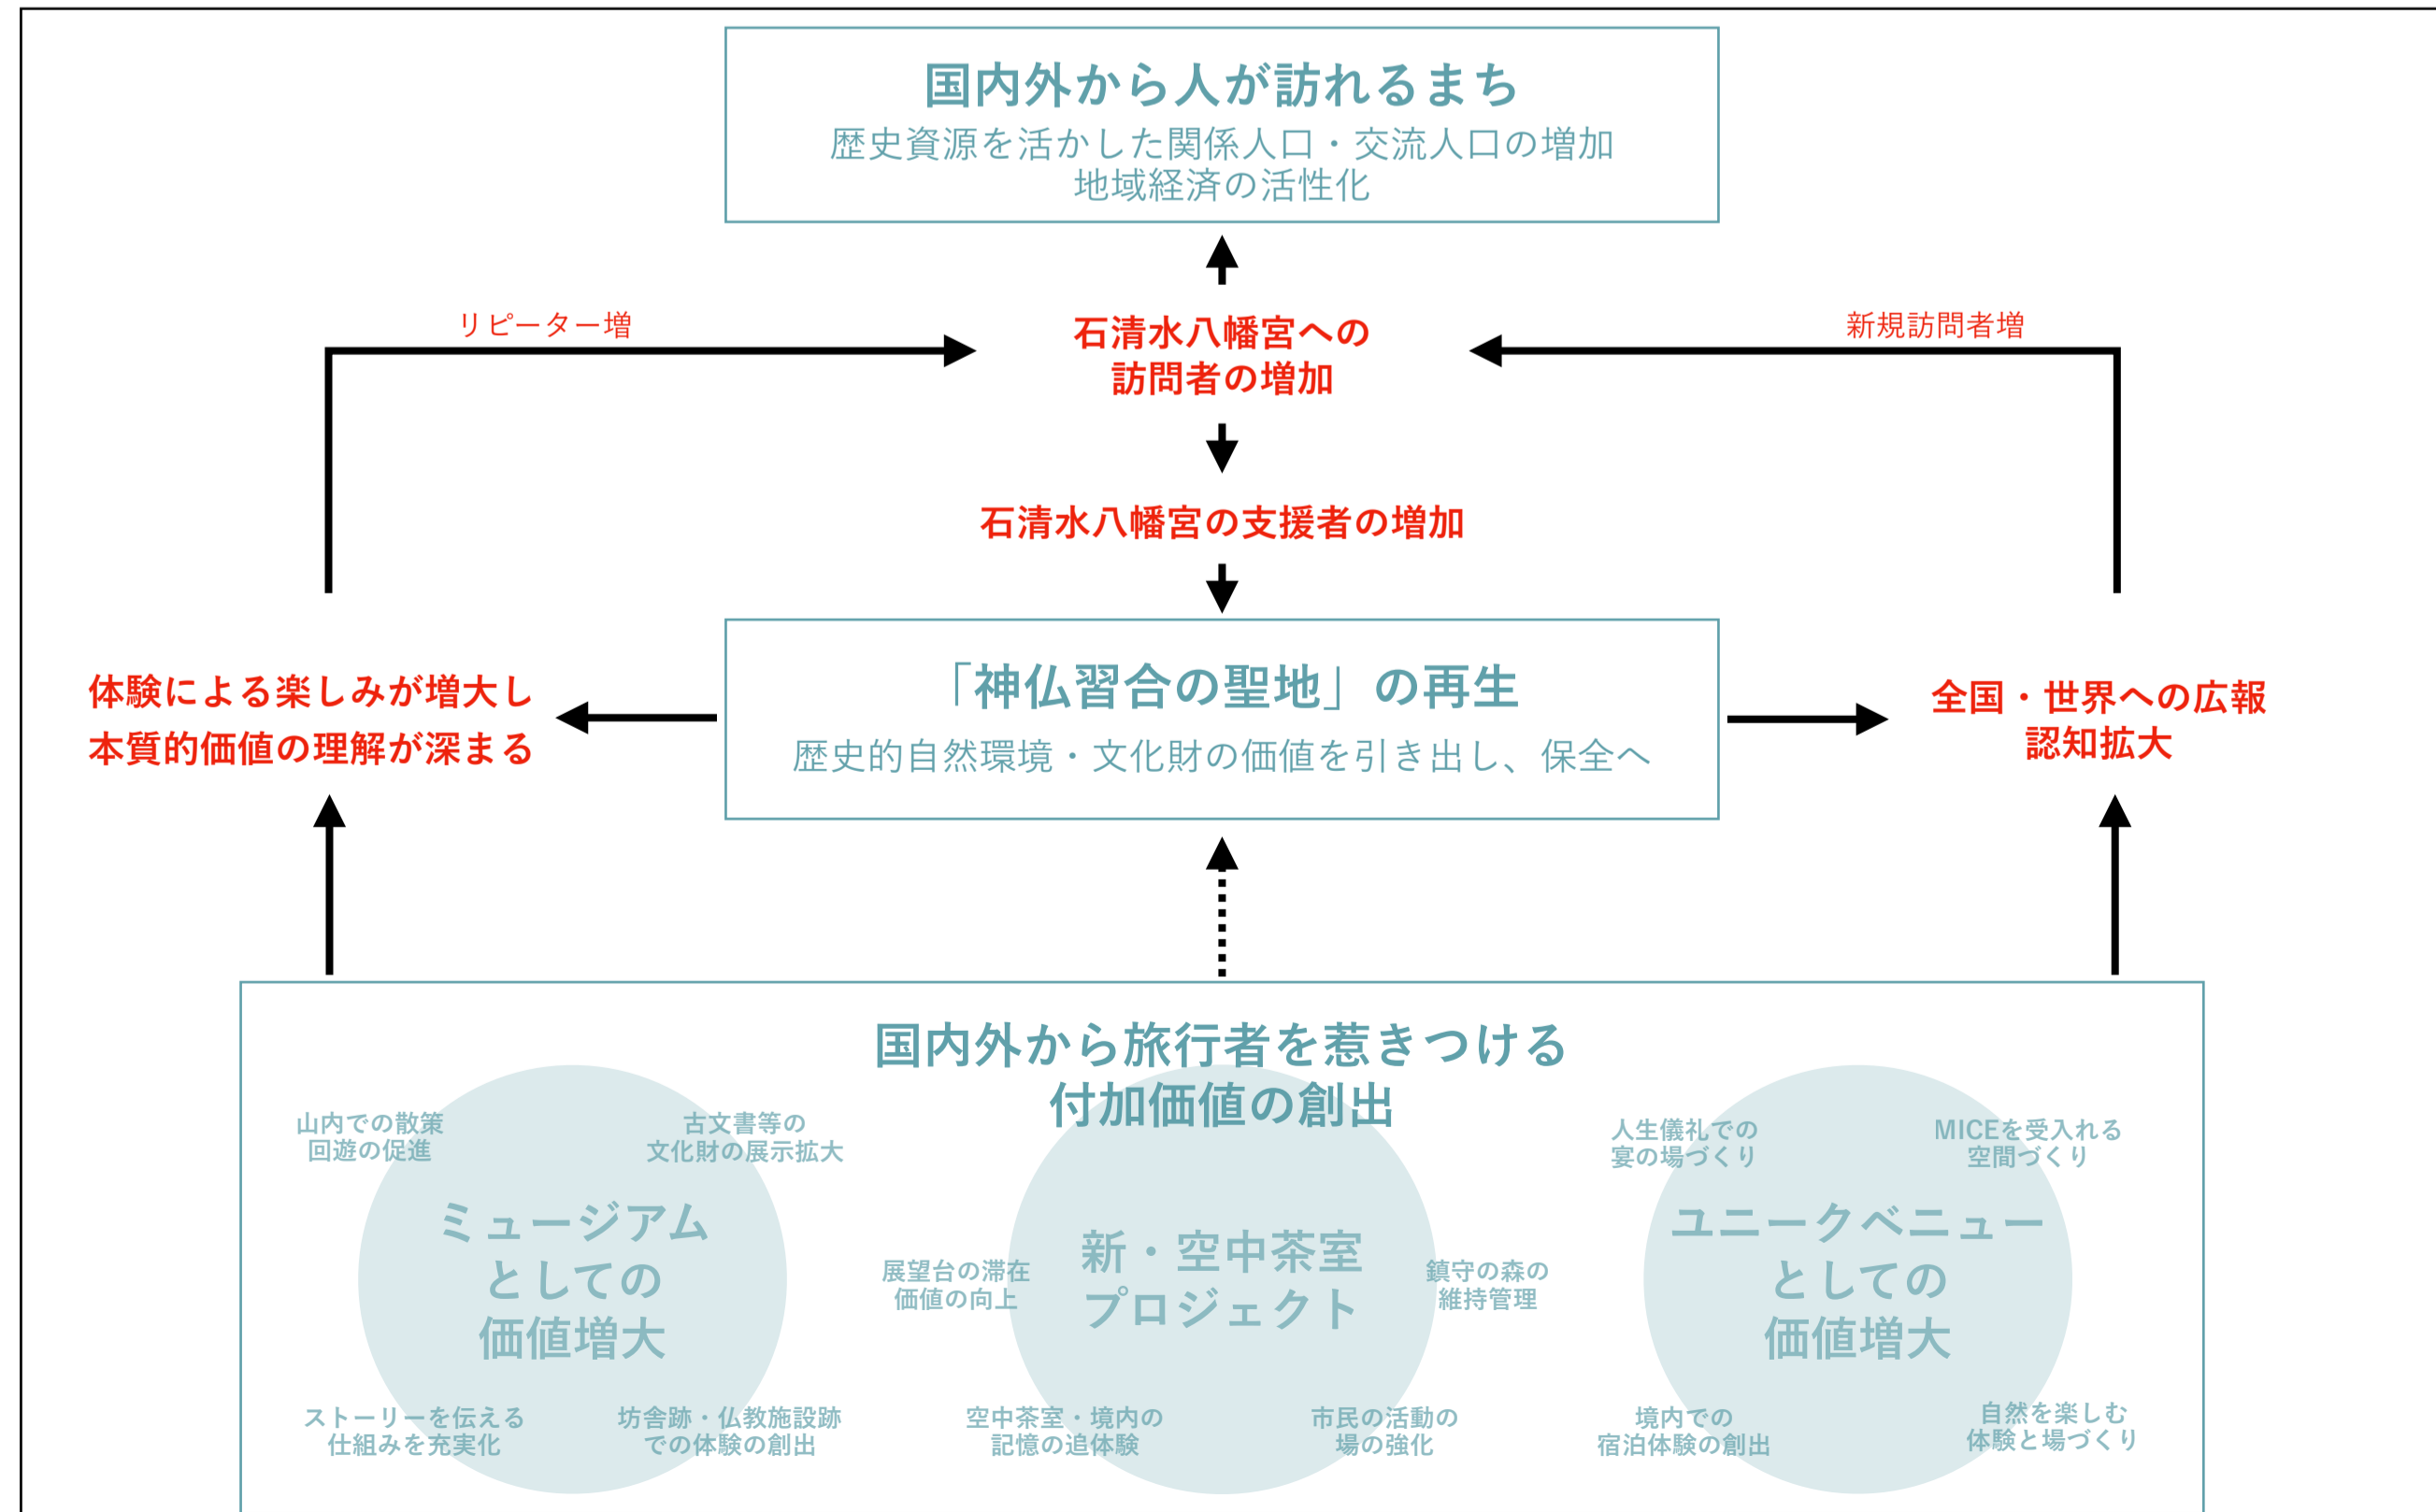 国内外から人が訪れるまち
歴史資源を活かした関係人口・交流人口の増加
地域経済の活性化
リピーター増
石清水八幡宮への
訪問者の増加
新規訪問者増
石清水八幡宮の支援者の増加
体験による楽しみが増大し
本質的価値の理解が深まる
「神仏習合の聖地」の再生
歴史的自然環境・文化財の価値を引き出し、保全へ
全国・世界への広報
認知拡大
国内外から旅行者を惹きつける
付加価値の創出
山内での散策
回遊の促進
古文書等の
文化財の展示拡大
ミュージアム
としての
価値増大
ストーリーを伝える
仕組みを充実化
坊舎跡・仏教施設跡
での体験の創出
展望台の滞在
価値の向上
新・空中茶室
プロジェクト
鎮守の森の
維持管理
空中茶室・境内の
記憶の追体験
市民の活動の
場の強化
人生儀礼での
宴の場づくり
MICEを受入れる
空間づくり
ユニークベニュー
としての
価値増大
境内での
宿泊体験の創出
自然を楽しむ
体験と場づくり